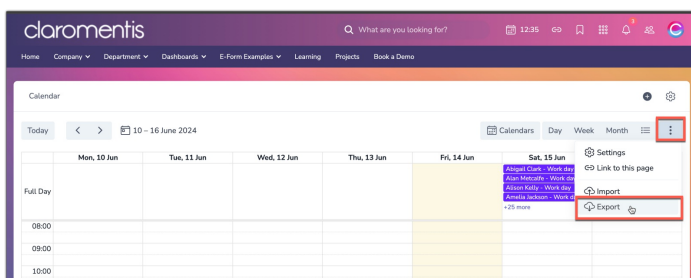 claromentis
What are you looking for?
12:35
3
Home Company Department Dashboards E-Form Examples Learning Projects Book a Demo
Calendar
Today 10 – 16 June 2024 Calendars Day Week Month
Mon, 10 Jun Tue, 11 Jun Wed, 12 Jun Thu, 13 Jun Fri, 14 Jun Sat, 15 Jun
Settings
Link to this page
Import
Export
Full Day
Abigail Clark - Work day
Alan Metcalfe - Work day
Alison Kelly - Work day
Amelia Jackson - Work d
+25 more
08:00
09:00
10:00